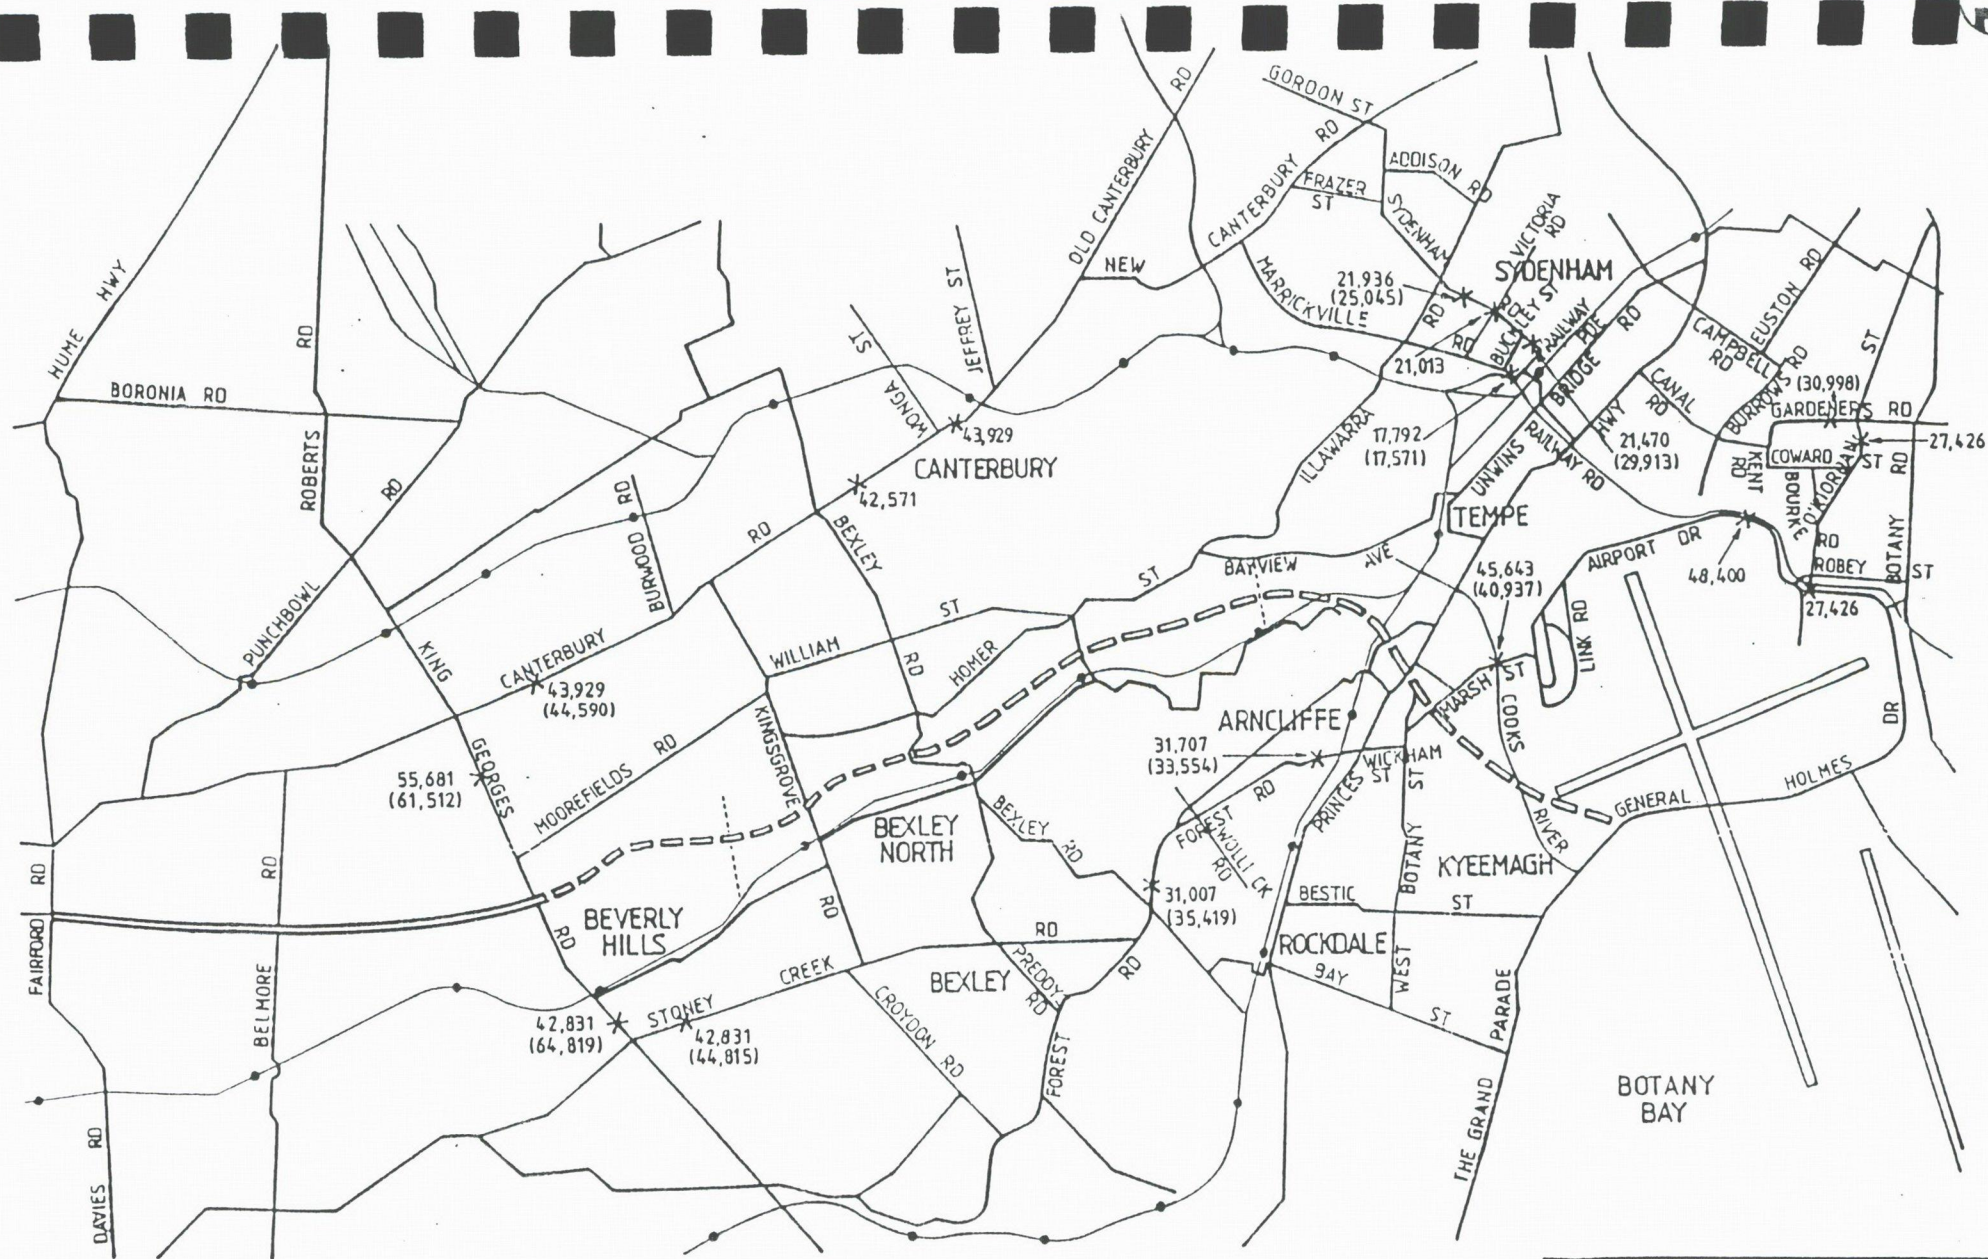 GORDON ST
RD
OLD CANTERBURY
RD
CANTERBURY
ADDISON RD
FRAZER
ST
SYDENHAM
RD
VICTORIA
RD
SYDENHAM
HUME
HWY
RD
JEFFREY ST
NEW
MARRICKVILLE
RD
21,936
(25,045)
BUCKLEY ST
RAILWAY
PDE
RD
BRIDGE
EUSTON RD
CAMPBELL
RD
ST
WONGA
ST
21,013
RD
CANAL
RD
BURROWS RD
(30,998)
BORONIA RD
GARDENERS RD
ROBERTS
43,929
CANTERBURY
42,571
ILLAWARRA
17,792
(17,571)
UNWINS
RAILWAY RD
HWY
21,470
(29,913)
27,426
COWARD ST
KENT
RD
BOURKE
RD
O'RIORDAN
RD
BOTANY
RD
BURWOOD RD
RD
BEXLEY
RD
TEMPE
BAYVIEW
AVE
45,643
(40,937)
AIRPORT DR
48,400
ROBEY
ST
27,426
PUNCHBOWL
KING
GEORGES
RD
CANTERBURY
43,929
(44,590)
WILLIAM
ST
ST
HOMER
LINK RD
MARSH ST
COOKS
RIVER
ARNCLIFFE
DR
55,681
(61,512)
MOOREFIELDS
RD
KINGSGROVE
RD
31,707
(33,554)
WICKHAM
ST
PRINCES
ST
GENERAL
HOLMES
FOREST
RD
WOLLI CK
RD
BEXLEY
NORTH
BEXLEY
RD
BOTANY
KYEEMAGH
RD
RD
31,007
(35,419)
BESTIC
ST
FAIRFORD
BEVERLY
HILLS
ROCKDALE
RD
CREEK
BEXLEY
PREDDYS
RD
RD
BAY
ST
WEST
PARADE
BELMORE
42,831
(64,819)
STONEY
42,831
(44,815)
CROYDON
RD
FOREST
BOTANY
BAY
THE GRAND
RD
DAVIES